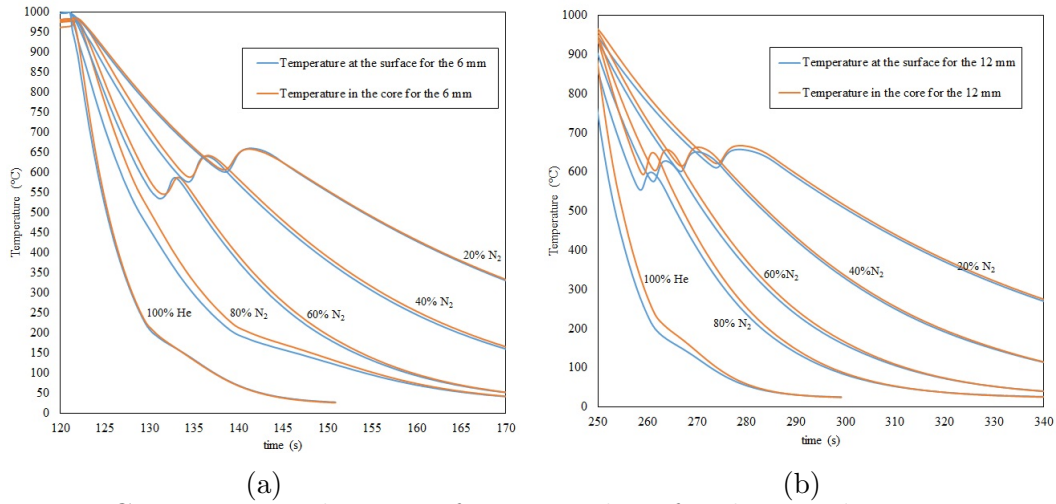 1000
950
900
850
800
750
700
650
600
550
500
450
400
350
300
250
200
150
100
50
0
Temperature (°C)
Temperature at the surface for the 6 mm
Temperature in the core for the 6 mm
20% N₂
40% N₂
60% N₂
80% N₂
100% He
120 125 130 135 140 145 150 155 160 165 170
time (s)
(a)
1000
900
800
700
600
500
400
300
200
100
0
Temperature (°C)
Temperature at the surface for the 12 mm
Temperature in the core for the 12 mm
20% N₂
40%N₂
60%N₂
100% He
80% N₂
250 260 270 280 290 300 310 320 330 340
time (s)
(b)